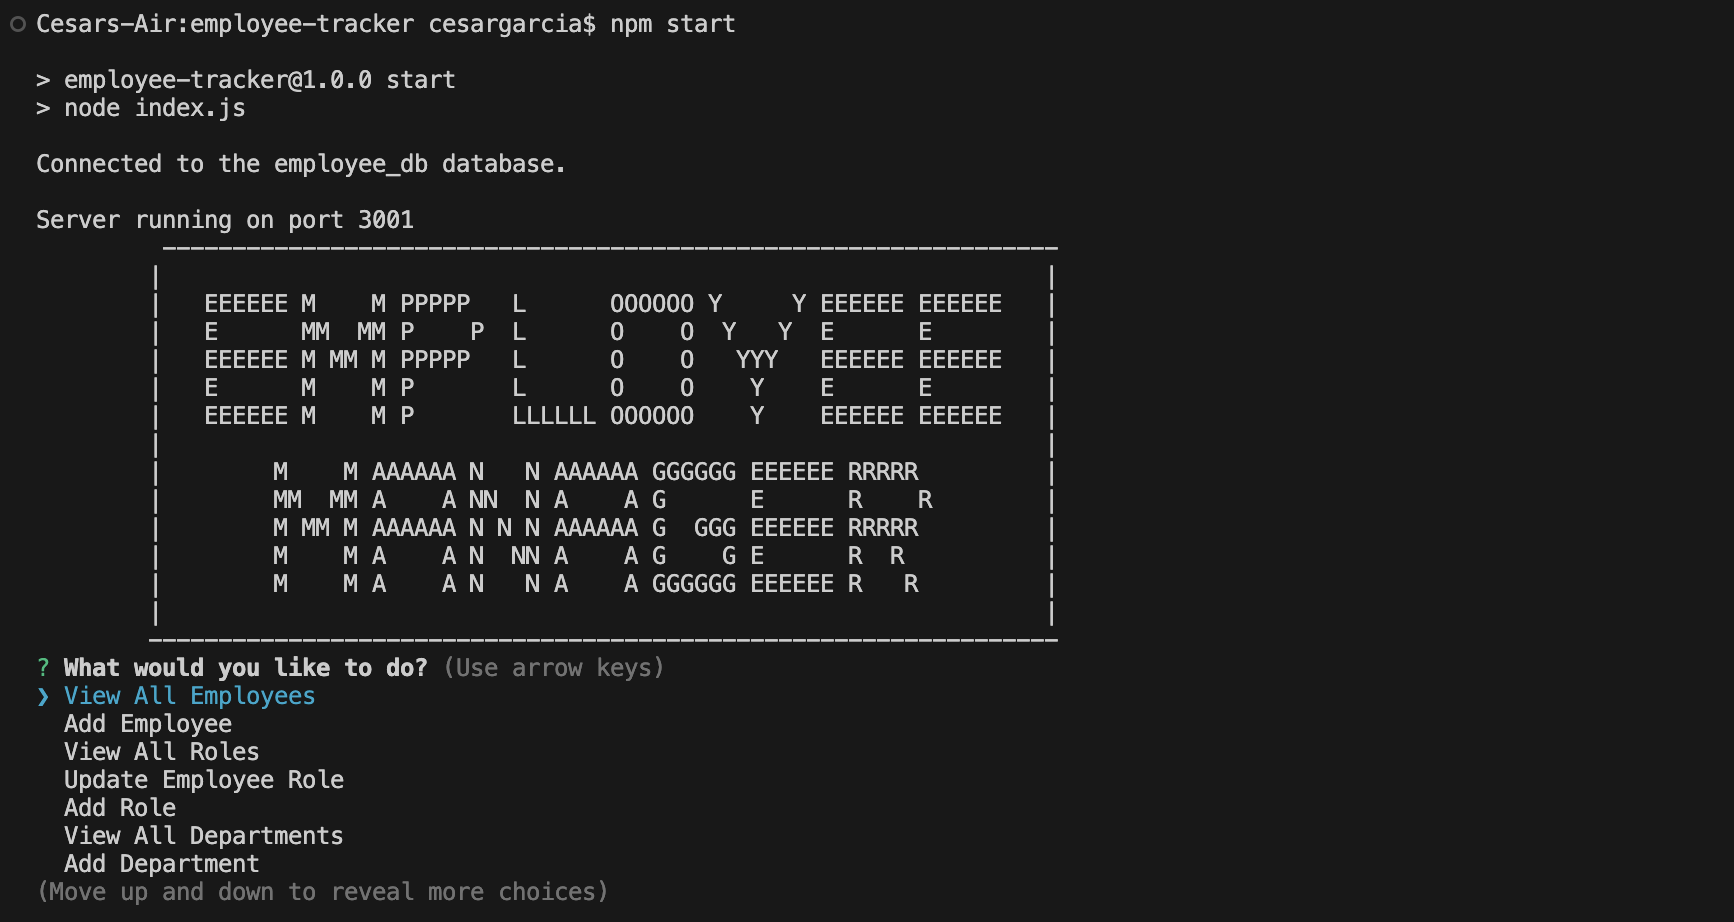 Cesars-Air:employee-tracker cesargarcia$ npm start
> employee-tracker@1.0.0 start
> node index.js
Connected to the employee_db database.
Server running on port 3001
 ----------------------------------------------------------------
|                                                               |
|   EEEEEE M    M PPPPP   L      OOOOOO Y     Y EEEEEE EEEEEE   |
|   E      MM  MM P    P  L      O    O  Y   Y  E      E        |
|   EEEEEE M MM M PPPPP   L      O    O   YYY   EEEEEE EEEEEE   |
|   E      M    M P       L      O    O    Y    E      E        |
|   EEEEEE M    M P       LLLLLL OOOOOO    Y    EEEEEE EEEEEE   |
|                                                               |
|        M    M AAAAAA N   N AAAAAA GGGGGG EEEEEE RRRRR         |
|        MM  MM A    A NN  N A    A G      E      R    R        |
|        M MM M AAAAAA N N N AAAAAA G  GGG EEEEEE RRRRR         |
|        M    M A    A N  NN A    A G    G E      R  R          |
|        M    M A    A N   N A    A GGGGGG EEEEEE R   R         |
|                                                               |
-----------------------------------------------------------------
? What would you like to do? (Use arrow keys)
❯ View All Employees
Add Employee
View All Roles
Update Employee Role
Add Role
View All Departments
Add Department
(Move up and down to reveal more choices)